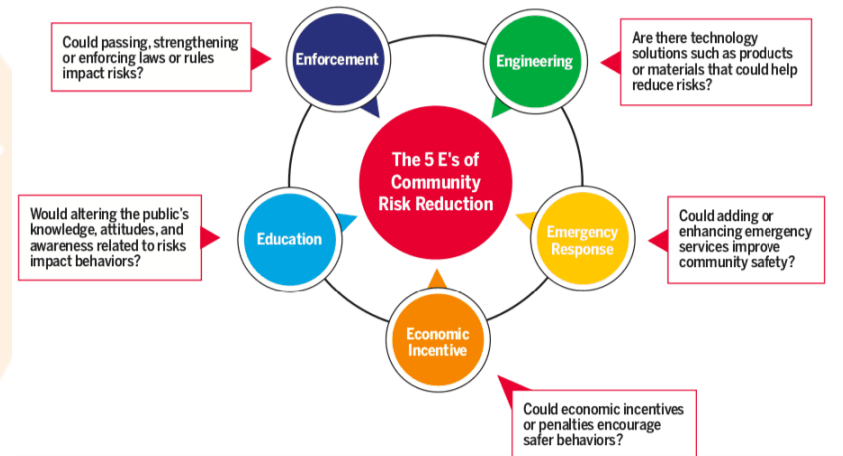 Could passing, strengthening
or enforcing laws or rules
impact risks?
Enforcement
Engineering
Are there technology
solutions such as products
or materials that could help
reduce risks?
The 5 E's of
Community
Risk Reduction
Would altering the public's
knowledge, attitudes, and
awareness related to risks
impact behaviors?
Education
Emergency
Response
Could adding or
enhancing emergency
services improve
community safety?
Economic
Incentive
Could economic incentives
or penalties encourage
safer behaviors?